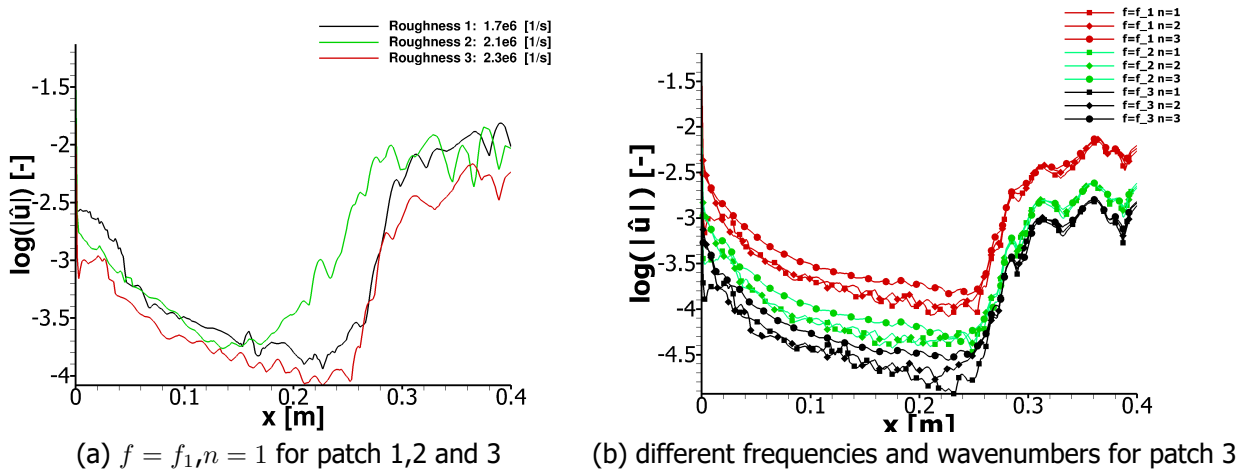 Roughness 1: 1.7e6 [1/s]
Roughness 2: 2.1e6 [1/s]
Roughness 3: 2.3e6 [1/s]
log(|û|) [-]
-1.5
-2
-2.5
-3
-3.5
-4
0
0.1
0.2
0.3
0.4
x [m]
(a) f = f₁,n = 1 for patch 1,2 and 3
f=f_1 n=1
f=f_1 n=2
f=f_1 n=3
f=f_2 n=1
f=f_2 n=2
f=f_2 n=3
f=f_3 n=1
f=f_3 n=2
f=f_3 n=3
log(|û|) [-]
-1.5
-2
-2.5
-3
-3.5
-4
-4.5
0
0.1
0.2
0.3
0.4
x [m]
(b) different frequencies and wavenumbers for patch 3